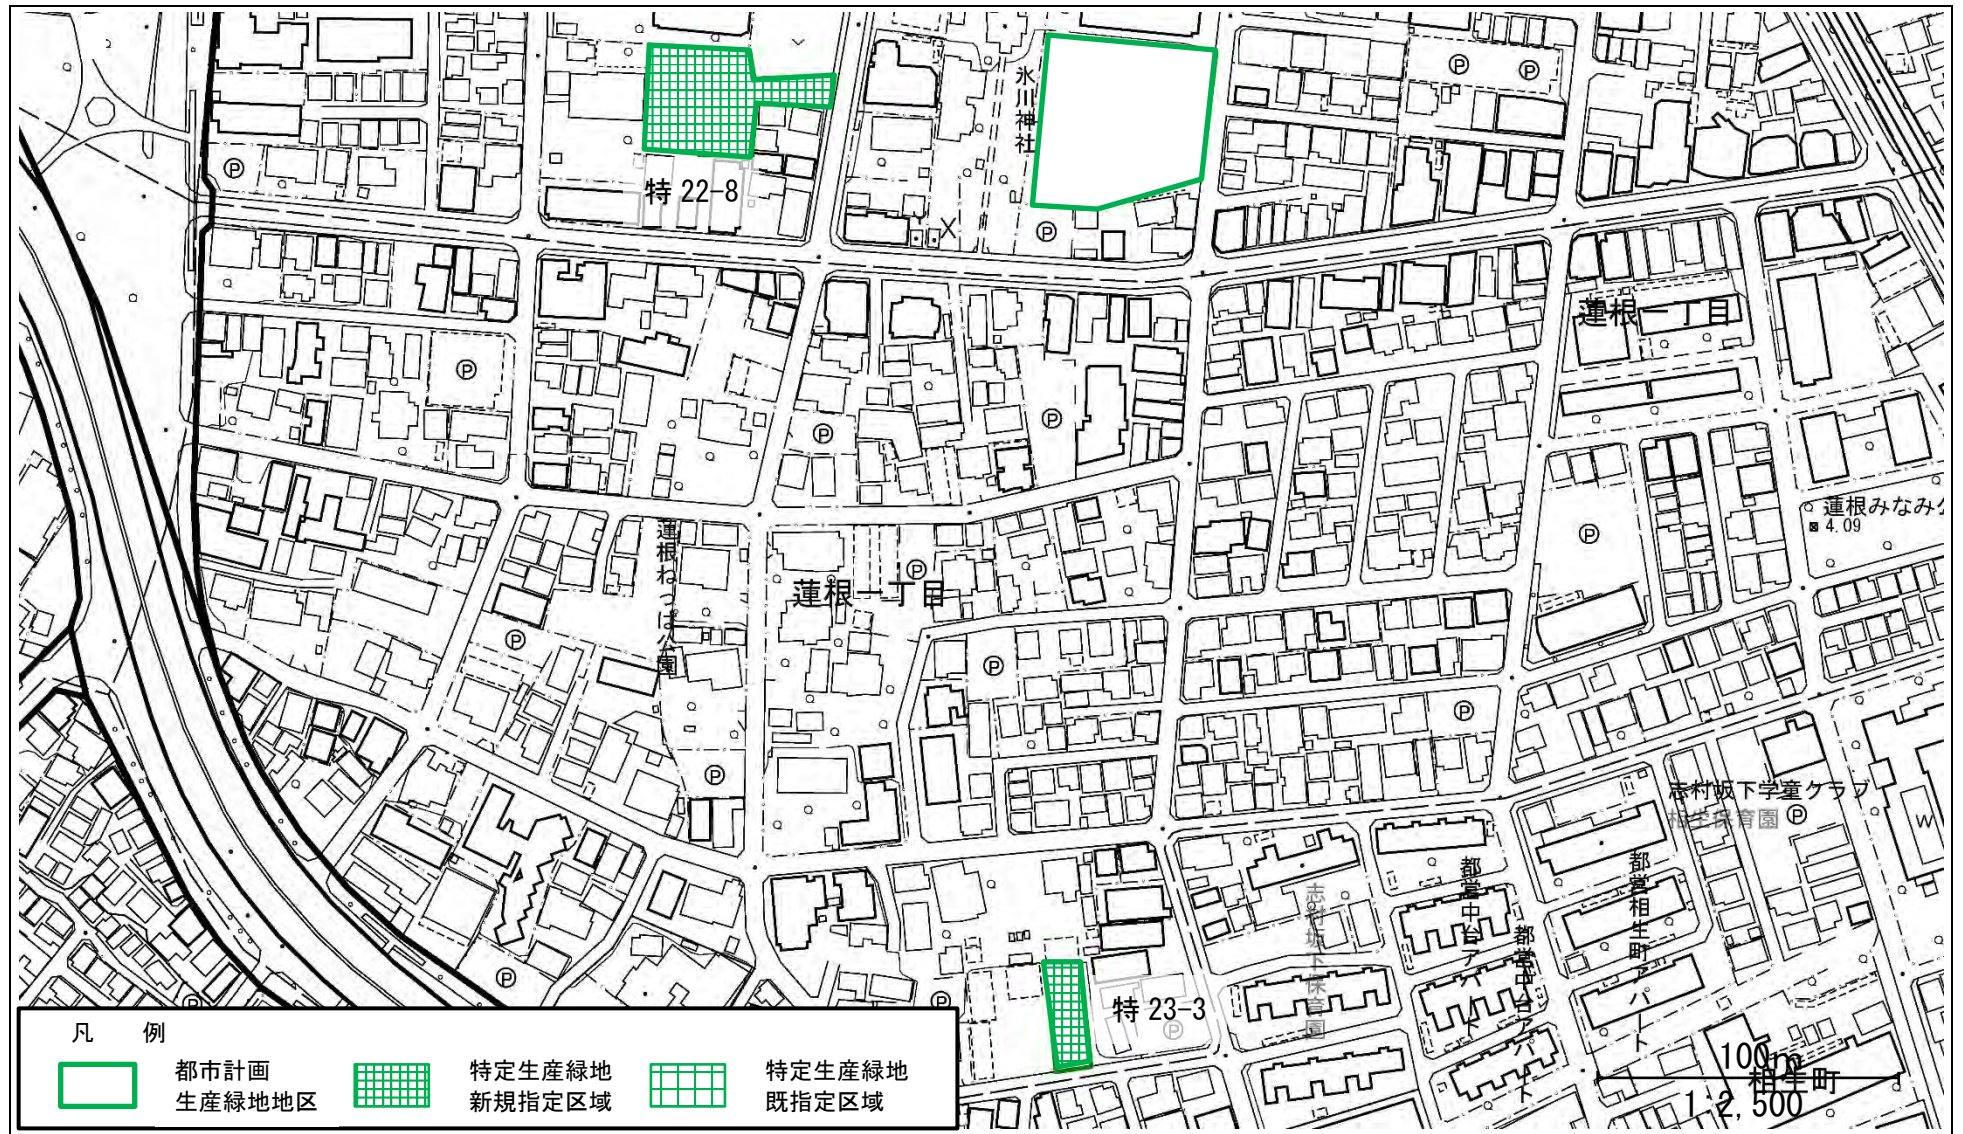 氷川神社
Ⓟ
Ⓟ
Ⓟ
特 22-8
Ⓟ
蓮根一丁目
Ⓟ
Ⓟ
Ⓟ
蓮根みなみ
4.09
Ⓟ
蓮根ねっぱ公園
Ⓟ
蓮根一丁目
Ⓟ
Ⓟ
Ⓟ
Ⓟ
志村坂下学童クラブ
相生保育園
Ⓟ
W
志村坂下保育園
都営中台アパート
都営中台アパート
都営相生町アパート
Ⓟ
Ⓟ
Ⓟ
特 23-3
Ⓟ
凡 例
都市計画
生産緑地地区
特定生産緑地
新規指定区域
特定生産緑地
既指定区域
100m
相生町
1:2,500